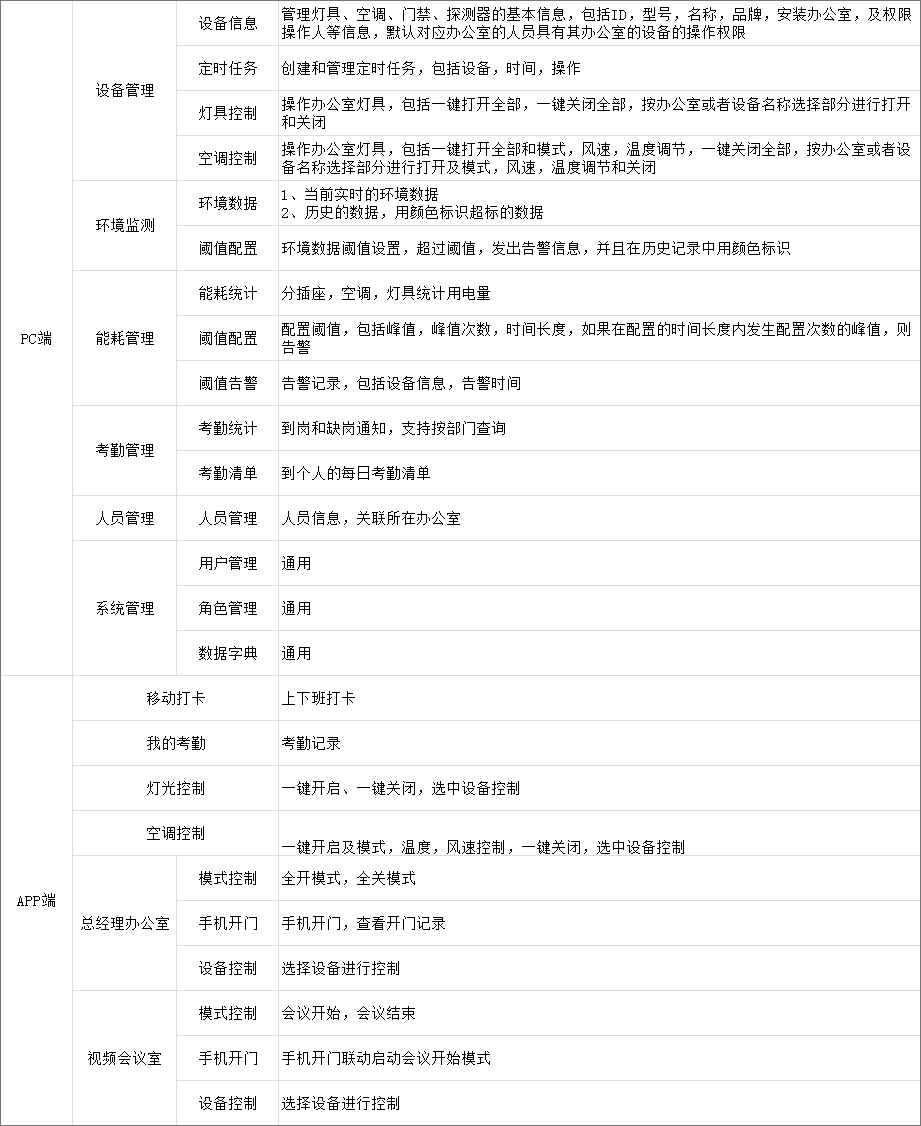 PC端
设备管理
设备信息
管理灯具、空调、门禁、探测器的基本信息，包括ID，型号，名称，品牌，安装办公室，及权限
操作人等信息，默认对应办公室的人员具有其办公室的设备的操作权限
定时任务
创建和管理定时任务，包括设备，时间，操作
灯具控制
操作办公室灯具，包括一键打开全部，一键关闭全部，按办公室或者设备名称选择部分进行打开
和关闭
空调控制
操作办公室灯具，包括一键打开全部和模式，风速，温度调节，一键关闭全部，按办公室或者设
备名称选择部分进行打开及模式，风速，温度调节和关闭
环境监测
环境数据
1、当前实时的环境数据
2、历史的数据，用颜色标识超标的数据
阈值配置
环境数据阈值设置，超过阈值，发出告警信息，并且在历史记录中用颜色标识
能耗管理
能耗统计
分插座，空调，灯具统计用电量
阈值配置
配置阈值，包括峰值，峰值次数，时间长度，如果在配置的时间长度内发生配置次数的峰值，则
告警
阈值告警
告警记录，包括设备信息，告警时间
考勤管理
考勤统计
到岗和缺岗通知，支持按部门查询
考勤清单
到个人的每日考勤清单
人员管理
人员管理
人员信息，关联所在办公室
系统管理
用户管理
通用
角色管理
通用
数据字典
通用
APP端
移动打卡
上下班打卡
我的考勤
考勤记录
灯光控制
一键开启、一键关闭，选中设备控制
空调控制
一键开启及模式，温度，风速控制，一键关闭，选中设备控制
总经理办公室
模式控制
全开模式，全关模式
手机开门
手机开门，查看开门记录
设备控制
选择设备进行控制
视频会议室
模式控制
会议开始，会议结束
手机开门
手机开门联动启动会议开始模式
设备控制
选择设备进行控制